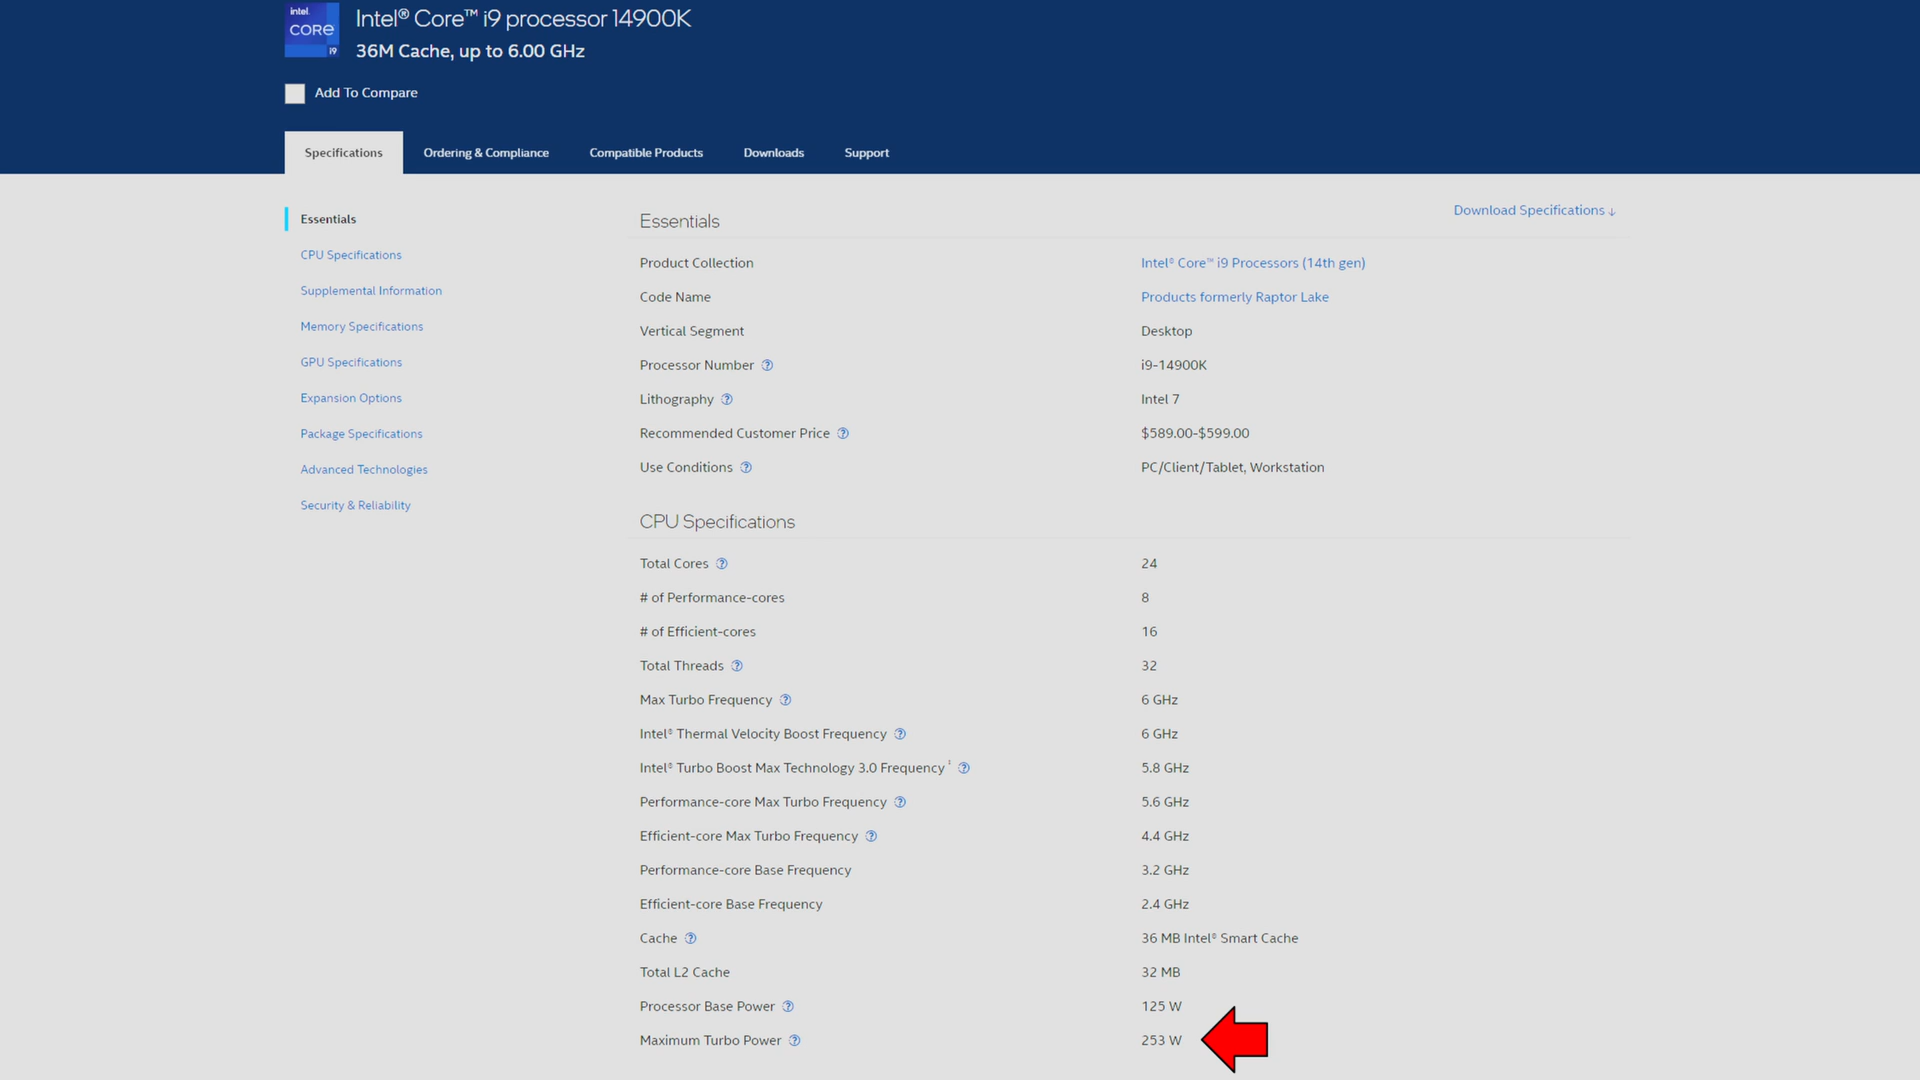 intel.
CORE
i9
Intel® Core™ i9 processor 14900K
36M Cache, up to 6.00 GHz
Add To Compare
Specifications
Ordering & Compliance
Compatible Products
Downloads
Support
Essentials
CPU Specifications
Supplemental Information
Memory Specifications
GPU Specifications
Expansion Options
Package Specifications
Advanced Technologies
Security & Reliability
Essentials
Download Specifications ↓
Product Collection
Intel® Core™ i9 Processors (14th gen)
Code Name
Products formerly Raptor Lake
Vertical Segment
Desktop
Processor Number ?
i9-14900K
Lithography ?
Intel 7
Recommended Customer Price ?
$589.00-$599.00
Use Conditions ?
PC/Client/Tablet, Workstation
CPU Specifications
Total Cores ?
24
# of Performance-cores
8
# of Efficient-cores
16
Total Threads ?
32
Max Turbo Frequency ?
6 GHz
Intel® Thermal Velocity Boost Frequency ?
6 GHz
Intel® Turbo Boost Max Technology 3.0 Frequency ‡ ?
5.8 GHz
Performance-core Max Turbo Frequency ?
5.6 GHz
Efficient-core Max Turbo Frequency ?
4.4 GHz
Performance-core Base Frequency
3.2 GHz
Efficient-core Base Frequency
2.4 GHz
Cache ?
36 MB Intel® Smart Cache
Total L2 Cache
32 MB
Processor Base Power ?
125 W
Maximum Turbo Power ?
253 W